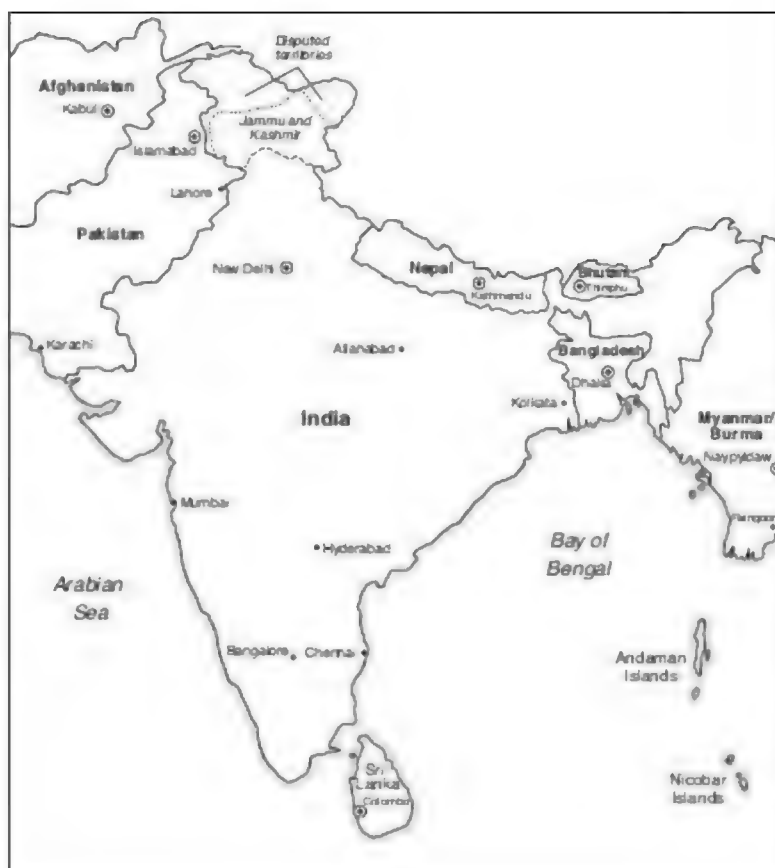 Disputed
territories
Afghanistan
Kabul
Jammu and
Kashmir
Islamabad
Lahore
Pakistan
New Delhi
Nepal
Kathmandu
Bhutan
Thimphu
Karachi
Allahabad
Bangladesh
Dhaka
India
Kolkata
Myanmar/
Burma
Naypyidaw
Mumbai
Rangoon
Hyderabad
Bay of
Bengal
Arabian
Sea
Bangalore
Chennai
Andaman
Islands
Sri
Lanka
Colombo
Nicobar
Islands